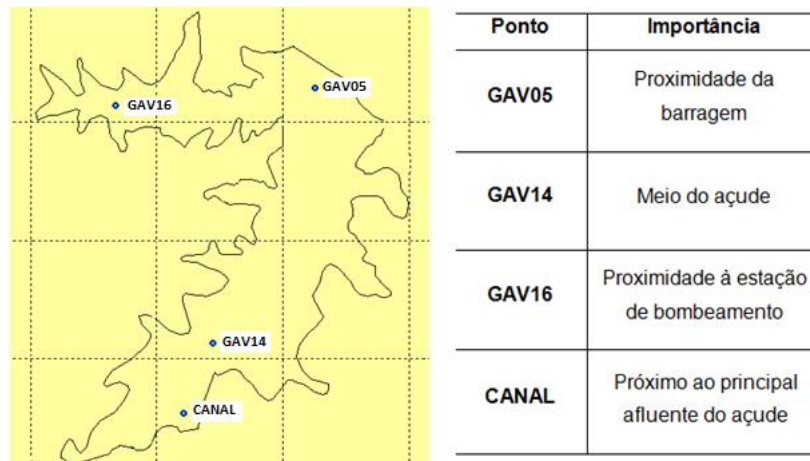 GAV05
GAV16
GAV14
CANAL
Ponto Importância
GAV05 Proximidade da
barragem
GAV14 Meio do açude
GAV16 Proximidade à estação
de bombeamento
CANAL Próximo ao principal
afluente do açude